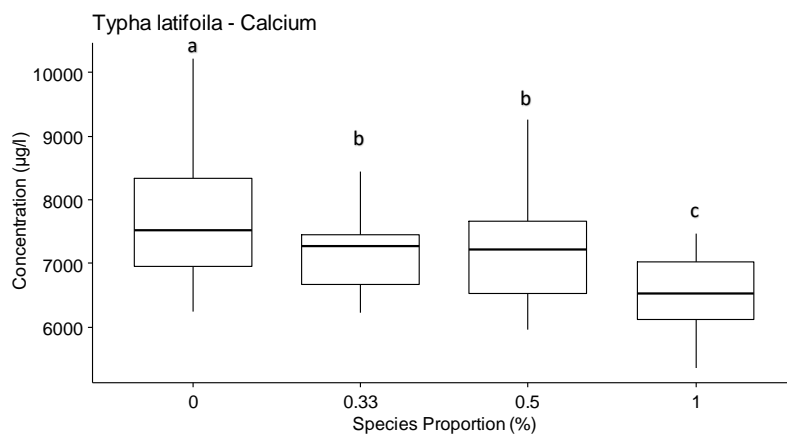 Typha latifoila - Calcium
a
b
b
c
10000
9000
8000
7000
6000
Concentration (µg/l)
0
0.33
0.5
1
Species Proportion (%)